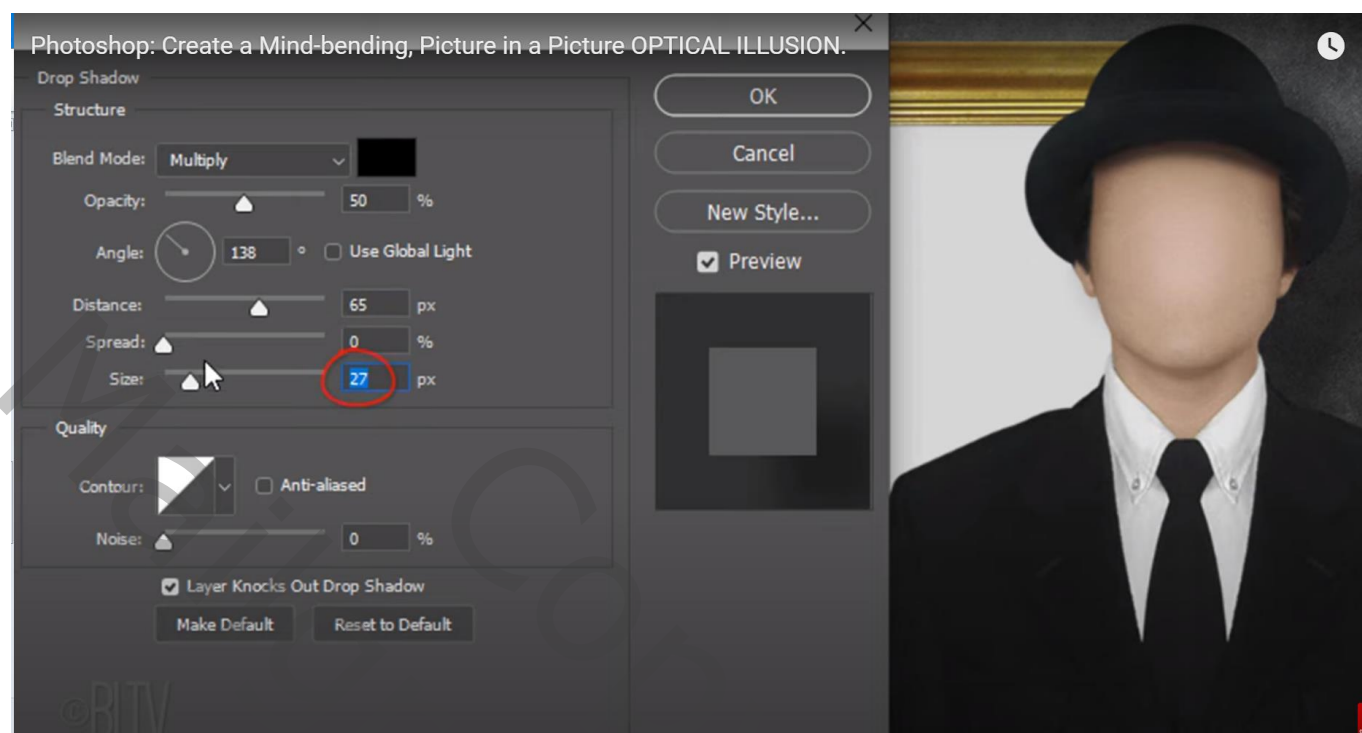 Photoshop: Create a Mind-bending, Picture in a Picture OPTICAL ILLUSION.
Drop Shadow
Structure
Blend Mode: Multiply
Opacity: 50 %
Angle: 138 ° Use Global Light
Distance: 65 px
Spread: 0 %
Size: 27 px
Quality
Contour: Anti-aliased
Noise: 0 %
Layer Knocks Out Drop Shadow
Make Default Reset to Default
OK
Cancel
New Style...
Preview
©BLTV